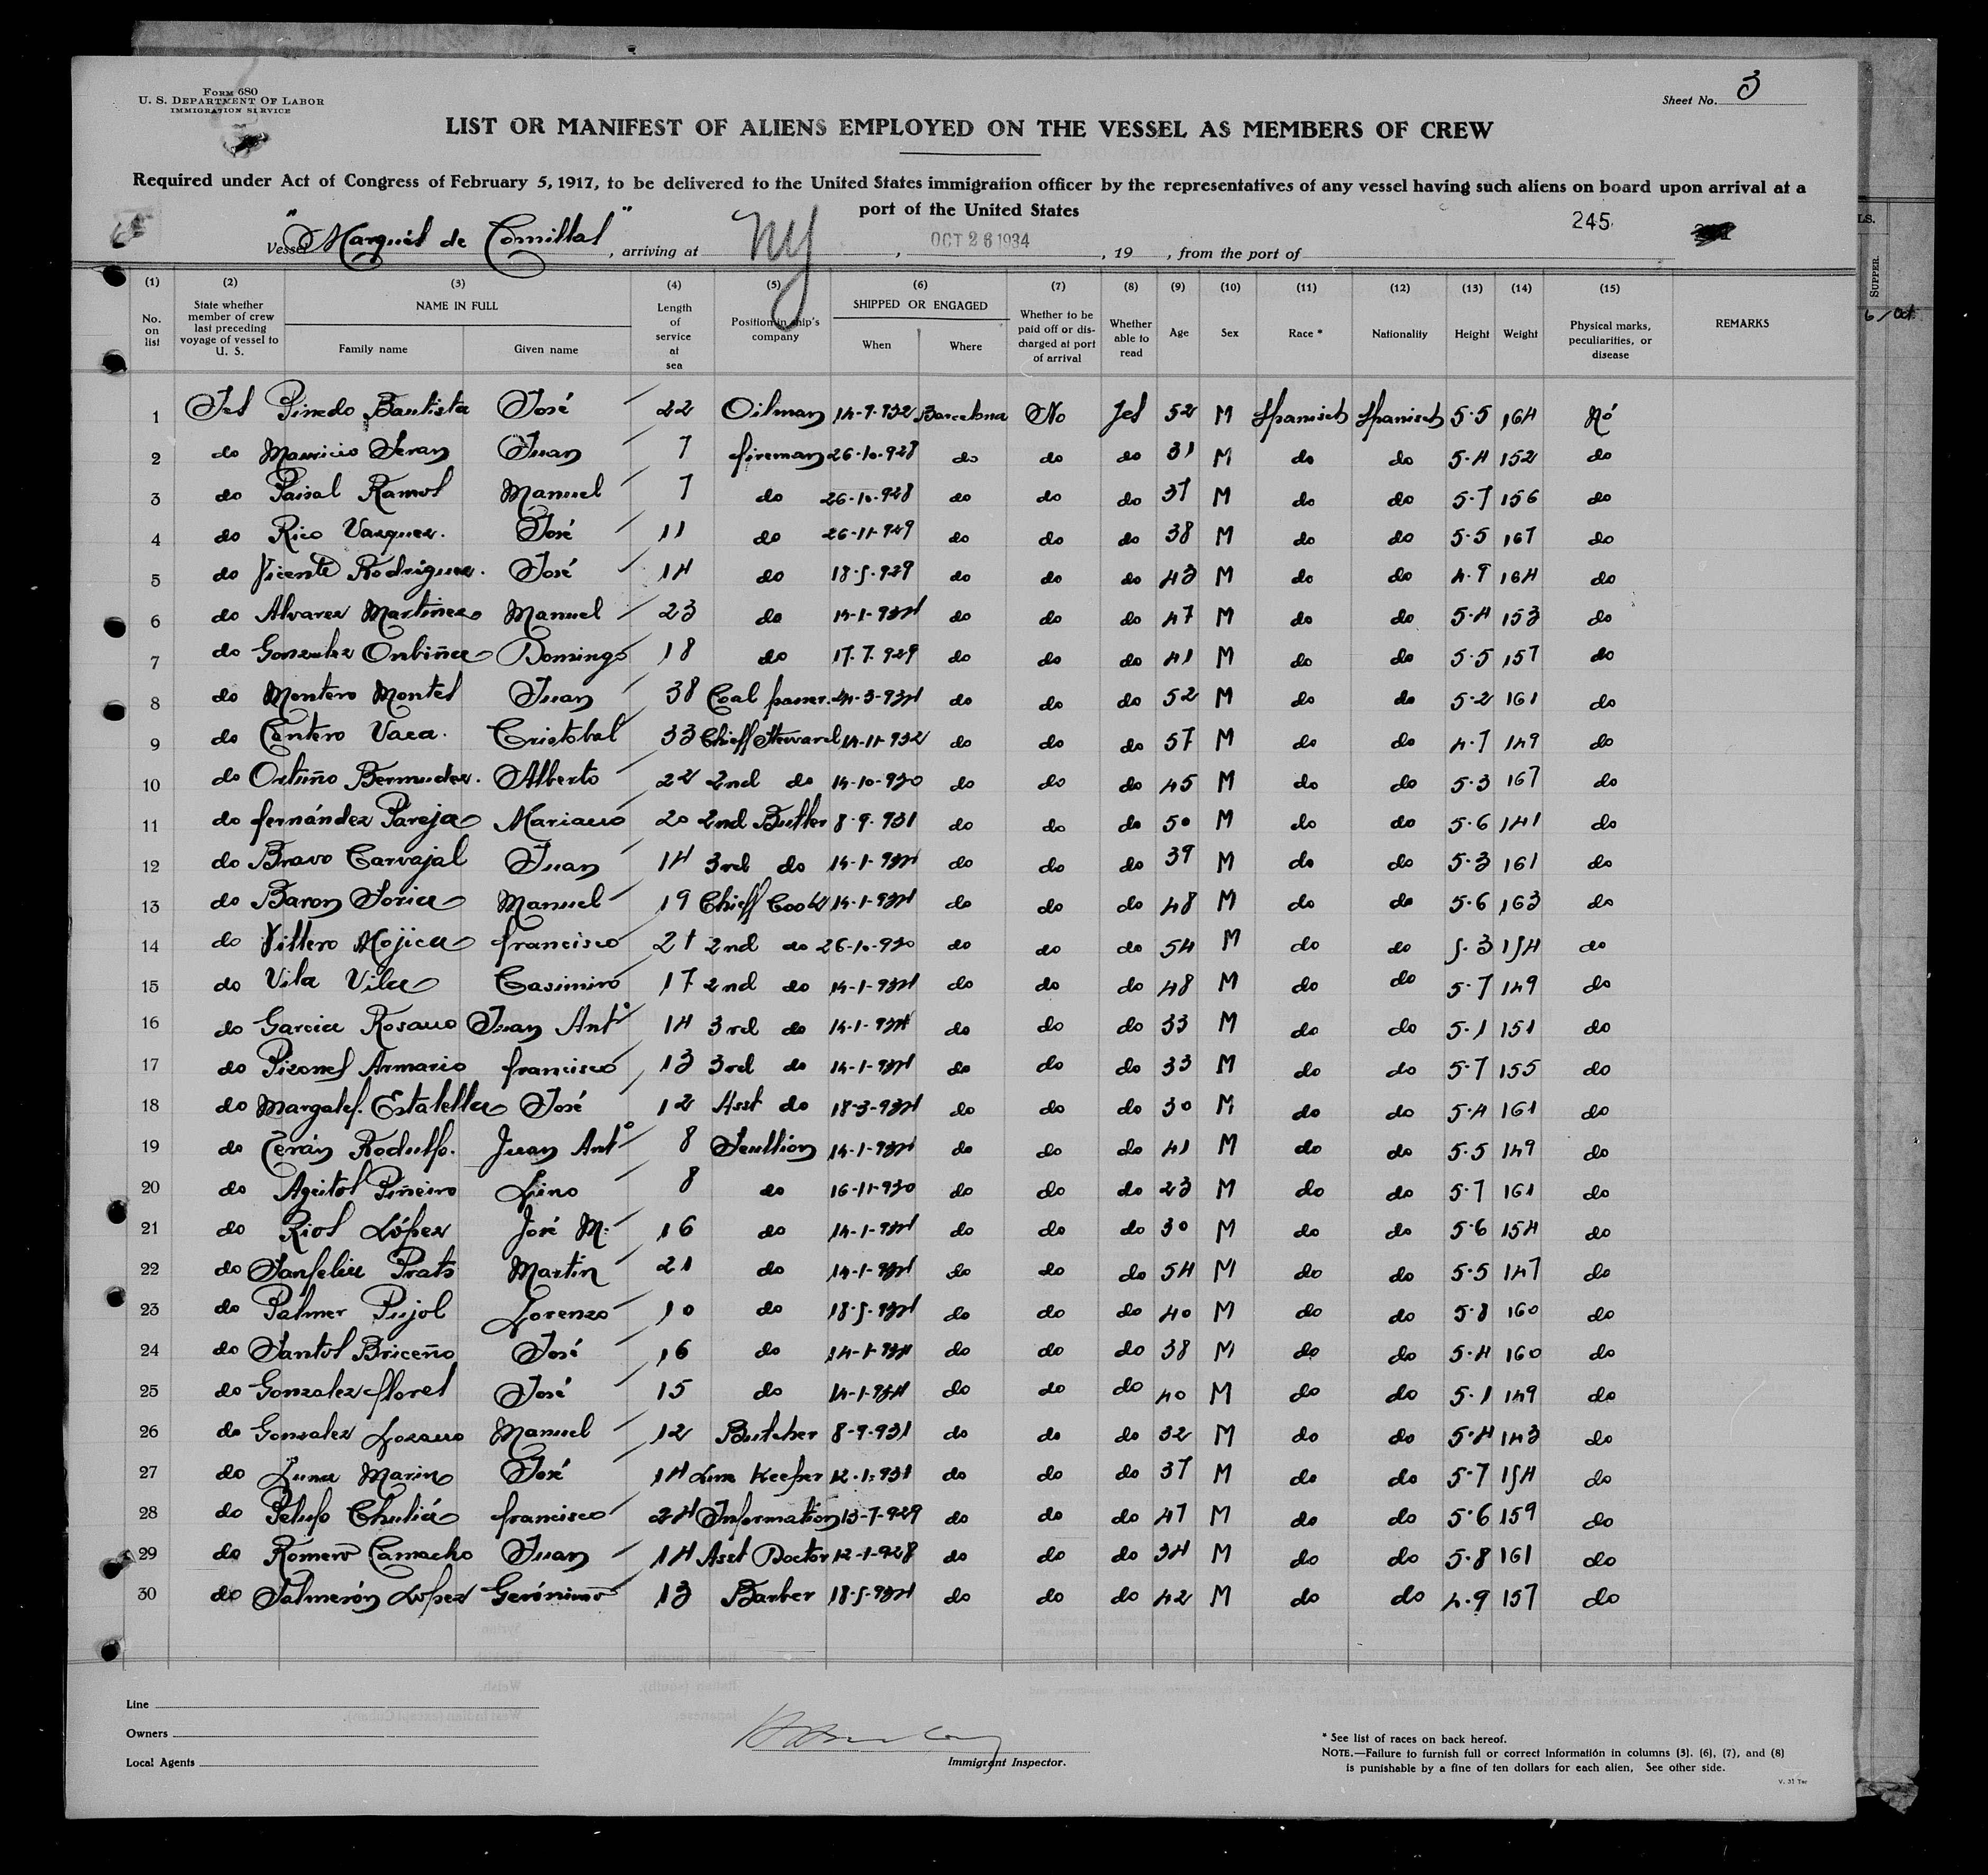 Form 680
U. S. Department Of Labor
IMMIGRATION SERVICE
Sheet No. 3
LIST OR MANIFEST OF ALIENS EMPLOYED ON THE VESSEL AS MEMBERS OF CREW
Required under Act of Congress of February 5, 1917, to be delivered to the United States immigration officer by the representatives of any vessel having such aliens on board upon arrival at a
port of the United States
245
Vessel "Marqués de Comillas", arriving at NY, OCT 26 1934, 19 , from the port of
(1) (2) (3) (4) (5) (6) (7) (8) (9) (10) (11) (12) (13) (14) (15)
No. on list State whether member of crew last preceding voyage of vessel to U. S. NAME IN FULL Family name Given name Length of service at sea Position in ship's company SHIPPED OR ENGAGED When Where Whether to be paid off or discharged at port of arrival Whether able to read Age Sex Race * Nationality Height Weight Physical marks, peculiarities, or disease REMARKS
1 Yes Pinedo Bautista José 22 Oilman 14-9-932 Barcelona No Yes 52 M Spanish Spanish 5-5 164 No
2 do Mauricio Teran Juan 7 fireman 26-10-928 do do do 31 M do do 5-4 152 do
3 do Paisal Ramos Manuel 7 do 26-10-928 do do do 37 M do do 5-7 156 do
4 do Rico Vazquez. José 11 do 26-11-929 do do do 38 M do do 5-5 167 do
5 do Vicente Rodriguez. José 14 do 18-5-929 do do do 43 M do do 4-9 164 do
6 do Alvarez Martinez Manuel 23 do 14-1-934 do do do 47 M do do 5-4 153 do
7 do Gonzalez Orbiña Domingo 18 do 17-7-929 do do do 41 M do do 5-5 157 do
8 do Montero Montes Juan 38 Coal passer 24-3-934 do do do 52 M do do 5-2 161 do
9 do Centero Vaca. Cristobal 33 Chieff Steward 14-11-932 do do do 57 M do do 4-7 149 do
10 do Ortuño Bermudez. Alberto 22 2nd do 14-10-930 do do do 45 M do do 5-3 167 do
11 do fernández Pareja Mariano 20 2nd Butler 8-9-931 do do do 50 M do do 5-6 141 do
12 do Bravo Carvajal Juan 14 3rd do 14-1-934 do do do 39 M do do 5-3 161 do
13 do Baron Soria Manuel 19 Chieff Cook 14-1-934 do do do 48 M do do 5-6 163 do
14 do Villero Mojica francisco 21 2nd do 26-10-930 do do do 54 M do do 5-3 154 do
15 do Vila Vila Casimiro 17 2nd do 14-1-934 do do do 48 M do do 5-7 149 do
16 do Garcia Rosano Juan Antº 14 3rd do 14-1-934 do do do 33 M do do 5-1 151 do
17 do Pizones Armario francisco 13 3rd do 14-1-934 do do do 33 M do do 5-7 155 do
18 do Margalef. Estalella José 12 Asst do 18-3-934 do do do 30 M do do 5-4 161 do
19 do Terán Rodulfo. Juan Antº 8 Scullion 14-1-934 do do do 41 M do do 5-5 149 do
20 do Ageitos Piñeiro Lino 8 do 16-11-930 do do do 23 M do do 5-7 161 do
21 do Rios López José M. 16 do 14-1-934 do do do 30 M do do 5-6 154 do
22 do Sanfeliu Prats Martin 21 do 14-1-934 do do do 54 M do do 5-5 147 do
23 do Palmer Pujol Lorenzo 10 do 18-5-934 do do do 40 M do do 5-8 160 do
24 do Santos Briceño José 16 do 14-1-934 do do do 38 M do do 5-4 160 do
25 do Gonzalez flores José 15 do 14-1-934 do do do 40 M do do 5-1 149 do
26 do Gonzalez Lozano Manuel 12 Butcher 8-9-931 do do do 32 M do do 5-4 143 do
27 do Luna Marin José 14 Keeper 12-1-931 do do do 37 M do do 5-7 154 do
28 do Pelufo Chuliá francisco 24 Information 13-7-929 do do do 47 M do do 5-6 159 do
29 do Romero Camacho Juan 14 Asst Doctor 12-1-928 do do do 34 M do do 5-8 161 do
30 do Salmerón Lopez Gerónimo 13 Barber 18-5-934 do do do 42 M do do 4-9 157 do
Line
Owners
Local Agents
Immigrant Inspector.
* See list of races on back hereof.
NOTE.—Failure to furnish full or correct Information in columns (3), (6), (7), and (8)
is punishable by a fine of ten dollars for each alien, See other side.